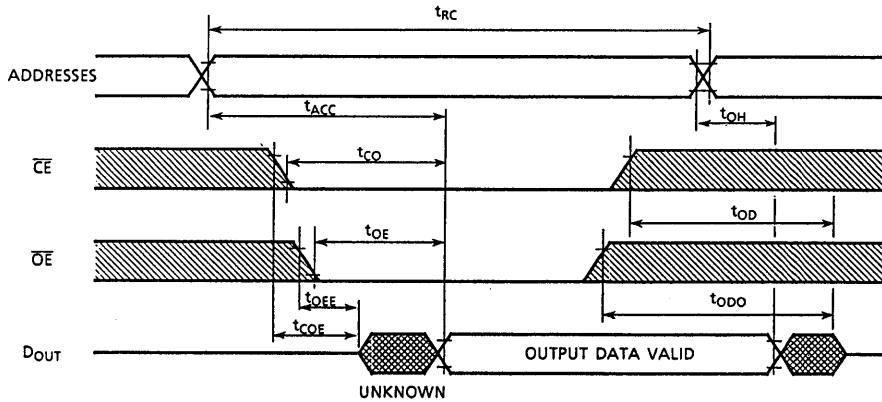 tRC
ADDRESSES
tACC
tOH
tCO
CE
tOD
tOE
OE
tOEE
tODO
tCOE
DOUT
OUTPUT DATA VALID
UNKNOWN